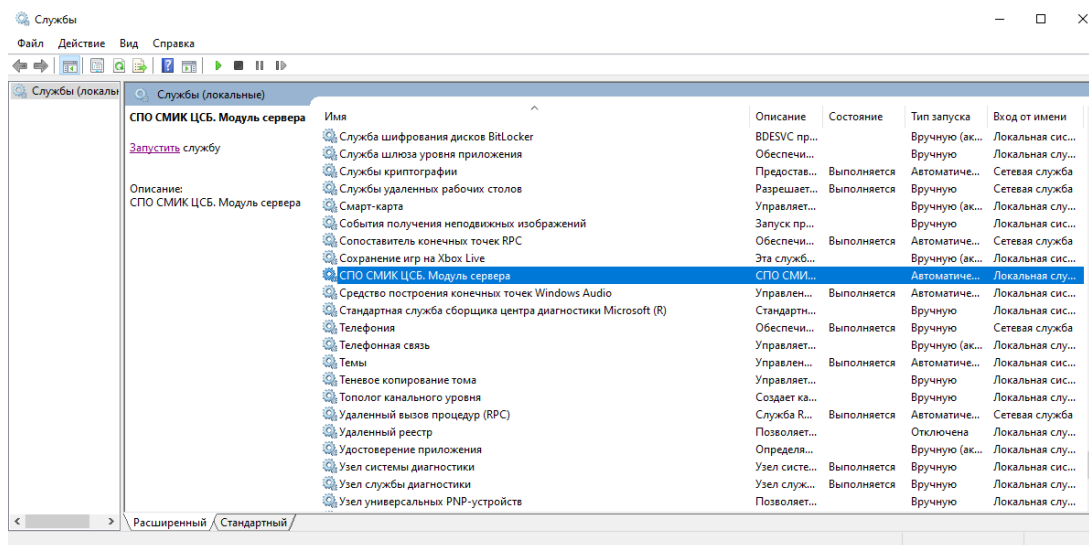 Службы
Файл Действие Вид Справка
Службы (локальн
Службы (локальные)
СПО СМИК ЦСБ. Модуль сервера
Запустить службу
Описание:
СПО СМИК ЦСБ. Модуль сервера
Имя Описание Состояние Тип запуска Вход от имени
Служба шифрования дисков BitLocker BDESVC пр... Вручную (ак... Локальная сис...
Служба шлюза уровня приложения Обеспечи... Вручную Локальная слу...
Службы криптографии Предостав... Выполняется Автоматиче... Сетевая служба
Службы удаленных рабочих столов Разрешает... Выполняется Вручную Сетевая служба
Смарт-карта Управляет... Вручную (ак... Локальная слу...
События получения неподвижных изображений Запуск пр... Вручную Локальная сис...
Сопоставитель конечных точек RPC Обеспечи... Выполняется Автоматиче... Сетевая служба
Сохранение игр на Xbox Live Эта служб... Вручную (ак... Локальная сис...
СПО СМИК ЦСБ. Модуль сервера СПО СМИ... Автоматиче... Локальная слу...
Средство построения конечных точек Windows Audio Управлен... Выполняется Автоматиче... Локальная сис...
Стандартная служба сборщика центра диагностики Microsoft (R) Стандартн... Вручную Локальная сис...
Телефония Обеспечи... Выполняется Вручную Сетевая служба
Телефонная связь Управляет... Вручную (ак... Локальная слу...
Темы Управлен... Выполняется Автоматиче... Локальная сис...
Теневое копирование тома Управляет... Вручную Локальная сис...
Тополог канального уровня Создает ка... Вручную Локальная слу...
Удаленный вызов процедур (RPC) Служба R... Выполняется Автоматиче... Сетевая служба
Удаленный реестр Позволяет... Отключена Локальная слу...
Удостоверение приложения Определя... Вручную (ак... Локальная слу...
Узел системы диагностики Узел систе... Выполняется Вручную Локальная сис...
Узел службы диагностики Узел служ... Выполняется Вручную Локальная слу...
Узел универсальных PNP-устройств Позволяет... Вручную Локальная слу...
Расширенный Стандартный